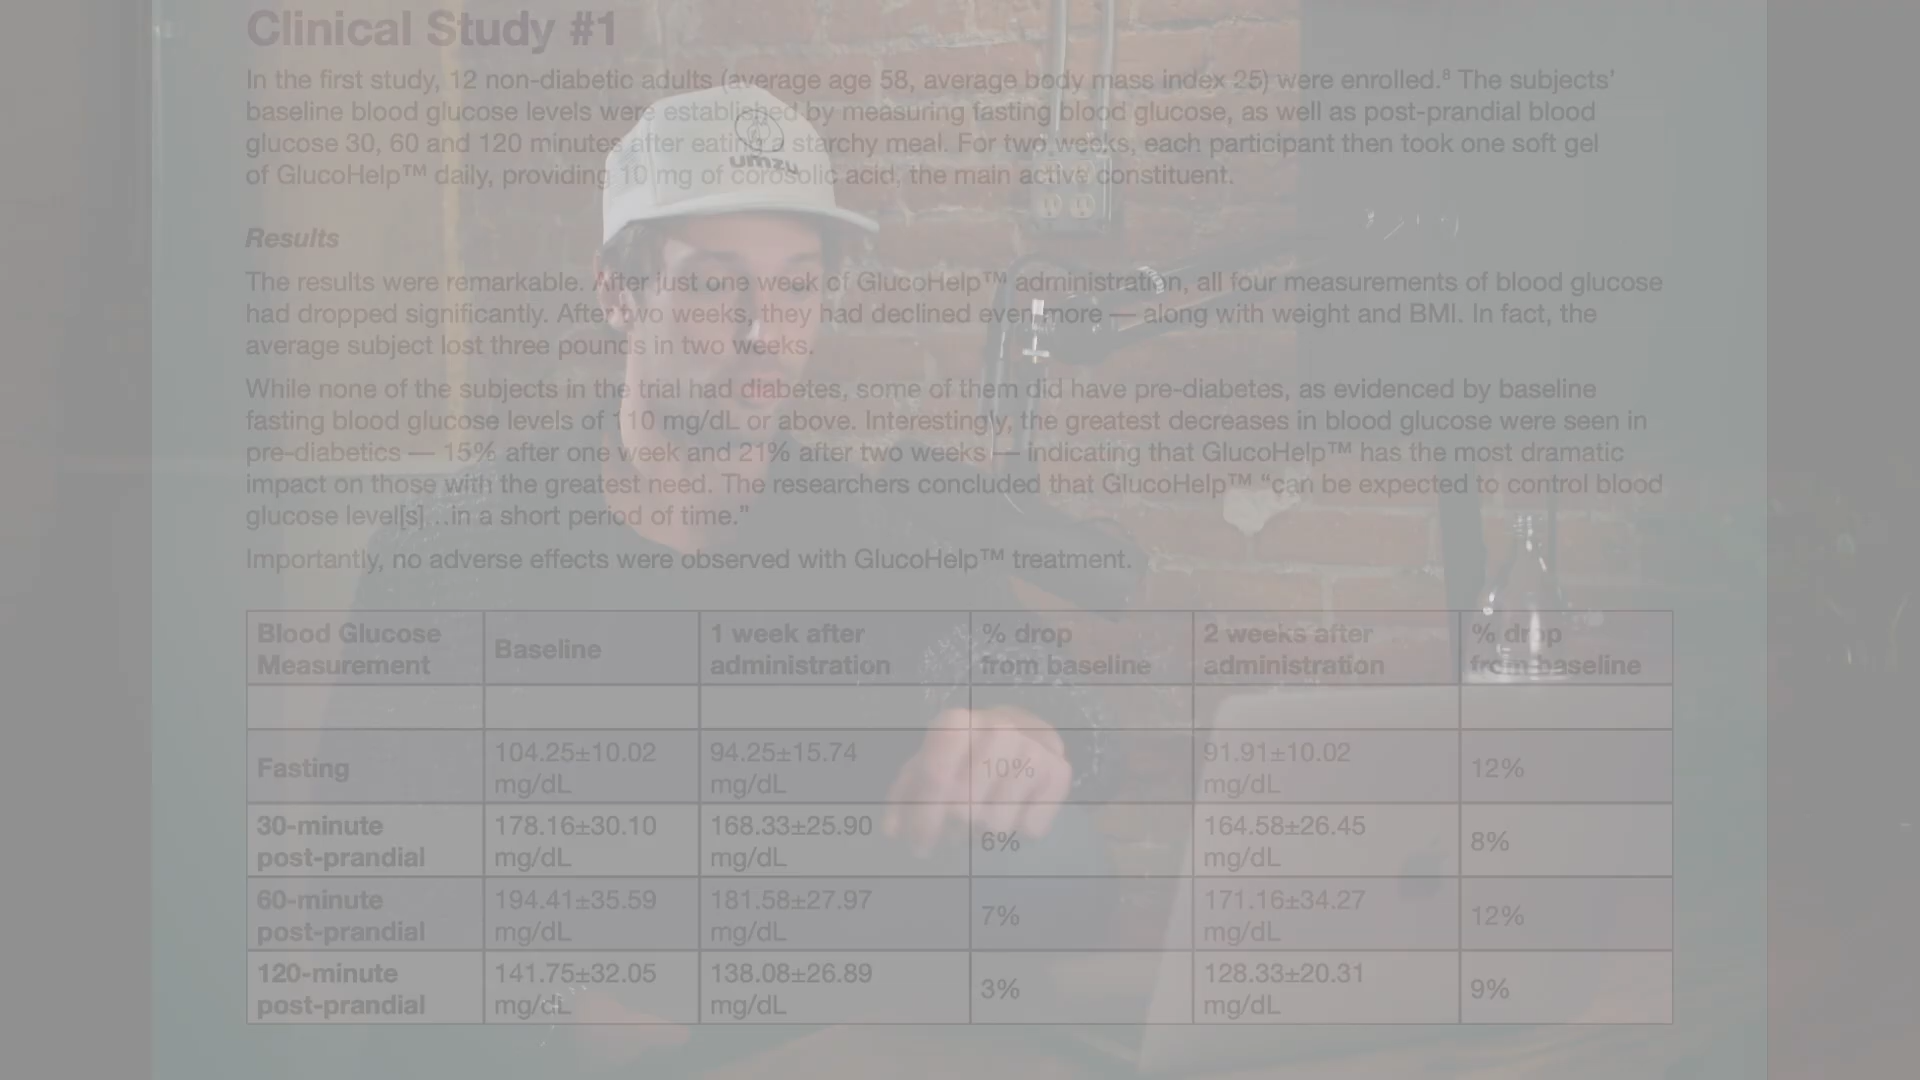 Clinical Study #1
In the first study, 12 non-diabetic adults (average age 58, average body mass index 25) were enrolled.⁸ The subjects’
baseline blood glucose levels were established by measuring fasting blood glucose, as well as post-prandial blood
glucose 30, 60 and 120 minutes after eating a starchy meal. For two weeks, each participant then took one soft gel
of GlucoHelp™ daily, providing 10 mg of corosolic acid, the main active constituent.
umzu
Results
The results were remarkable. After just one week of GlucoHelp™ administration, all four measurements of blood glucose
had dropped significantly. After two weeks, they had declined even more — along with weight and BMI. In fact, the
average subject lost three pounds in two weeks.
While none of the subjects in the trial had diabetes, some of them did have pre-diabetes, as evidenced by baseline
fasting blood glucose levels of 110 mg/dL or above. Interestingly, the greatest decreases in blood glucose were seen in
pre-diabetics — 15% after one week and 21% after two weeks — indicating that GlucoHelp™ has the most dramatic
impact on those with the greatest need. The researchers concluded that GlucoHelp™ “can be expected to control blood
glucose level[s] ...in a short period of time.”
Importantly, no adverse effects were observed with GlucoHelp™ treatment.
Blood Glucose Measurement Baseline 1 week after administration % drop from baseline 2 weeks after administration % drop from baseline
Fasting 104.25±10.02 mg/dL 94.25±15.74 mg/dL 10% 91.91±10.02 mg/dL 12%
30-minute post-prandial 178.16±30.10 mg/dL 168.33±25.90 mg/dL 6% 164.58±26.45 mg/dL 8%
60-minute post-prandial 194.41±35.59 mg/dL 181.58±27.97 mg/dL 7% 171.16±34.27 mg/dL 12%
120-minute post-prandial 141.75±32.05 mg/dL 138.08±26.89 mg/dL 3% 128.33±20.31 mg/dL 9%